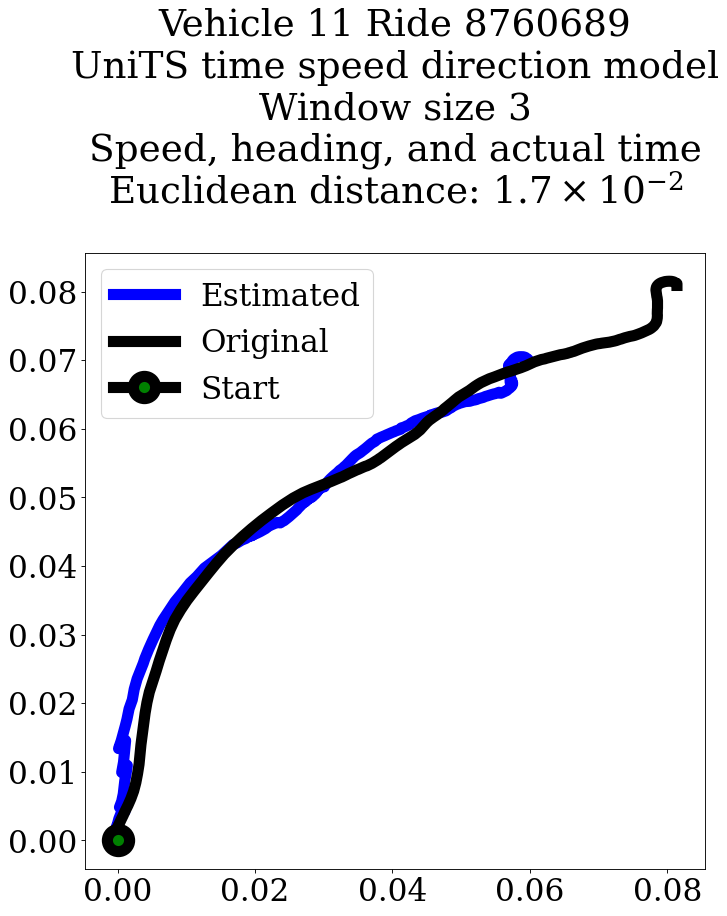 Vehicle 11 Ride 8760689
UniTS time speed direction model
Window size 3
Speed, heading, and actual time
Euclidean distance: 1.7 × 10⁻²
Estimated
Original
Start
0.08
0.07
0.06
0.05
0.04
0.03
0.02
0.01
0.00
0.00 0.02 0.04 0.06 0.08